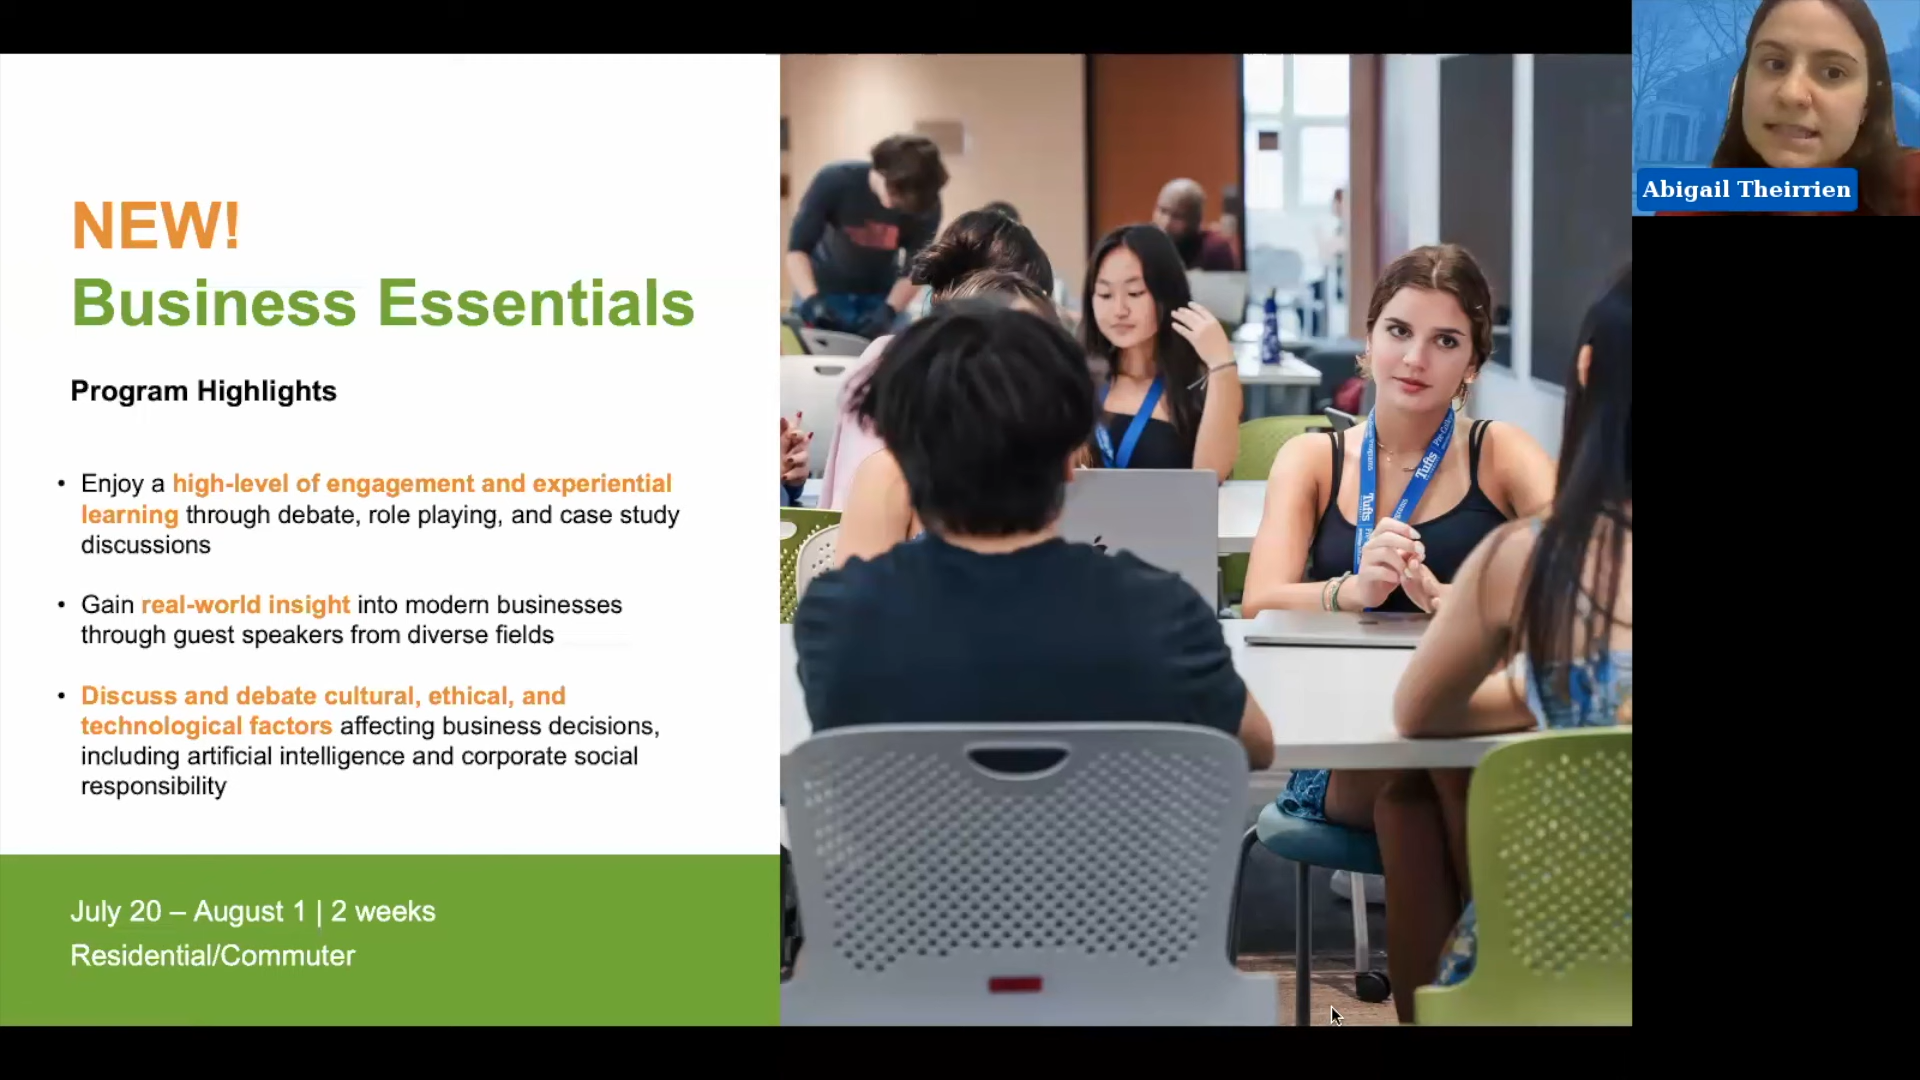 NEW!
Business Essentials
Program Highlights
• Enjoy a high-level of engagement and experiential
learning through debate, role playing, and case study
discussions
• Gain real-world insight into modern businesses
through guest speakers from diverse fields
• Discuss and debate cultural, ethical, and
technological factors affecting business decisions,
including artificial intelligence and corporate social
responsibility
July 20 – August 1 | 2 weeks
Residential/Commuter
Tufts
Tufts
Abigail Theirrien